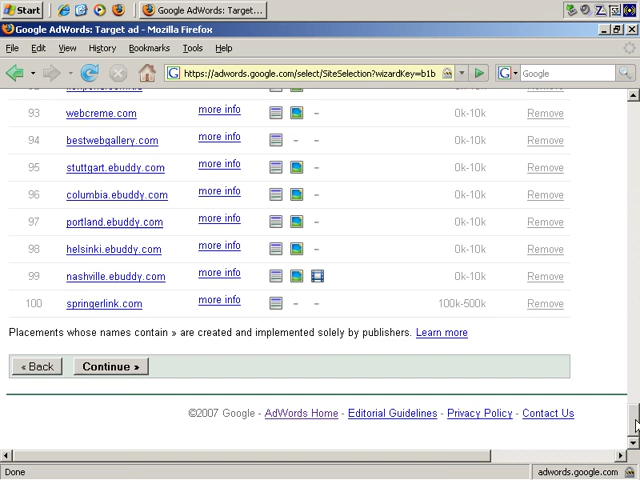 Start
Google AdWords: Target...
Google AdWords: Target ad - Mozilla Firefox
File Edit View History Bookmarks Tools Help
https://adwords.google.com/select/SiteSelection?wizardKey=b1b
Google
93 webcreme.com more info - 0k-10k Remove
94 bestwebgallery.com more info - - 0k-10k Remove
95 stuttgart.ebuddy.com more info - 0k-10k Remove
96 columbia.ebuddy.com more info - 0k-10k Remove
97 portland.ebuddy.com more info - 0k-10k Remove
98 helsinki.ebuddy.com more info - 0k-10k Remove
99 nashville.ebuddy.com more info 0k-10k Remove
100 springerlink.com more info - - 100k-500k Remove
Placements whose names contain » are created and implemented solely by publishers. Learn more
« Back Continue »
©2007 Google - AdWords Home - Editorial Guidelines - Privacy Policy - Contact Us
Done adwords.google.com